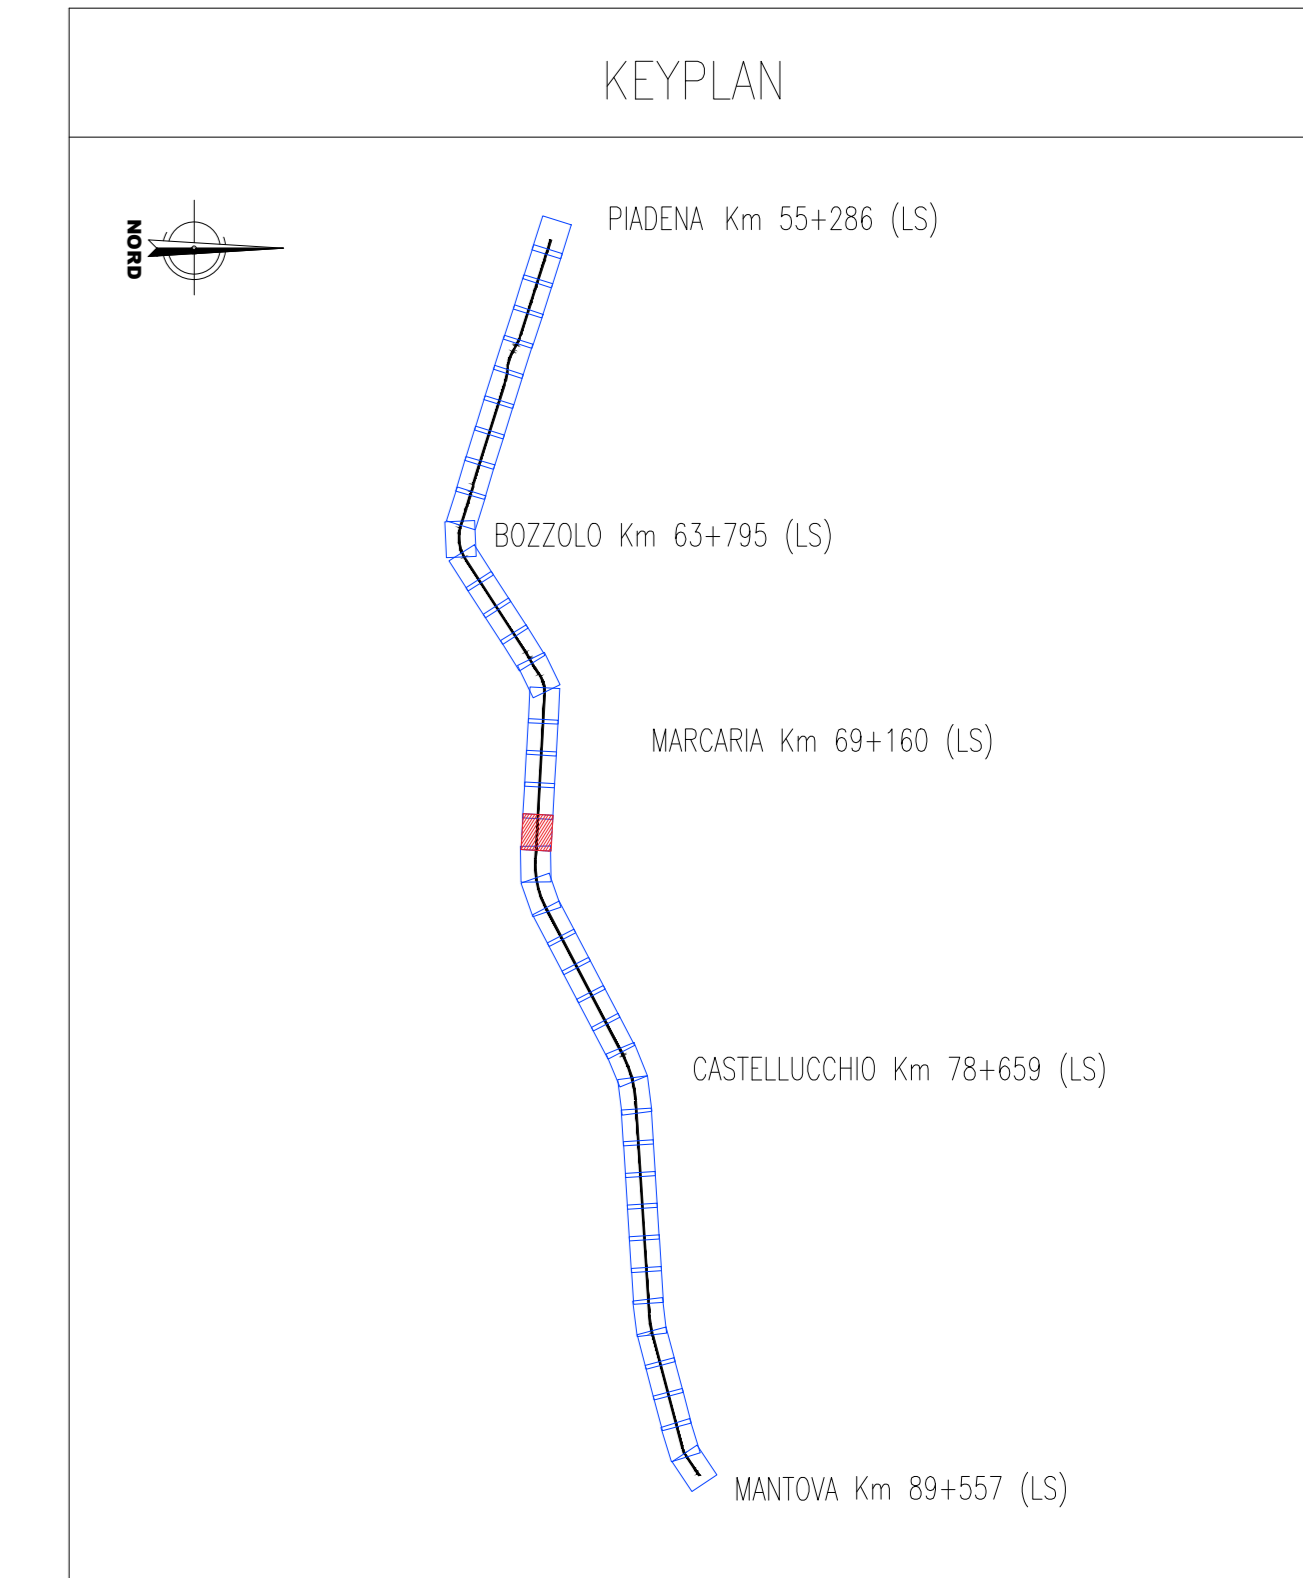 KEYPLAN
NORD
PIADENA Km 55+286 (LS)
BOZZOLO Km 63+795 (LS)
MARCARIA Km 69+160 (LS)
CASTELLUCCHIO Km 78+659 (LS)
MANTOVA Km 89+557 (LS)